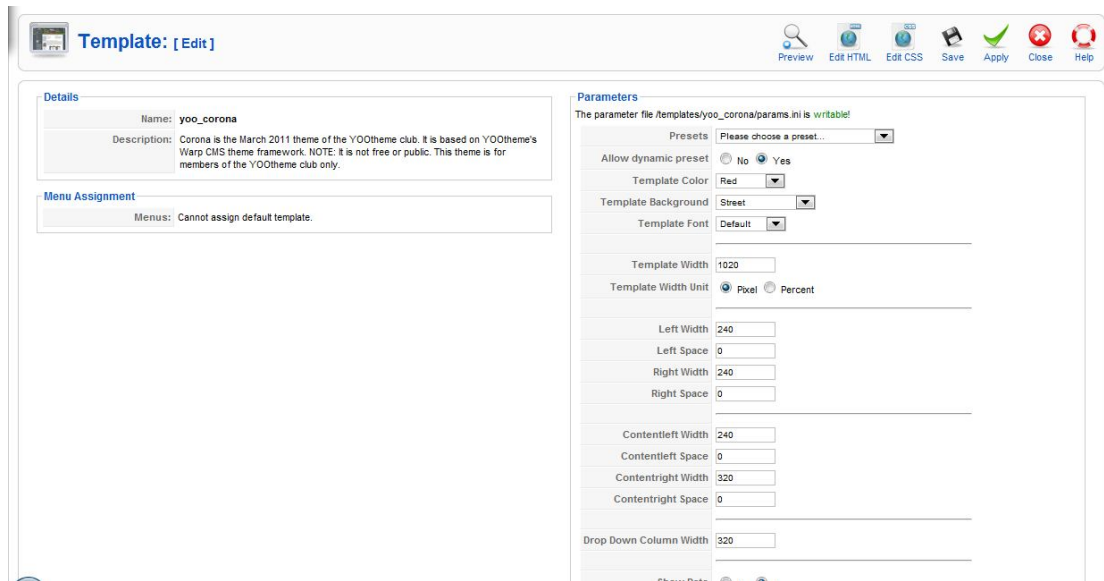 Template: [ Edit ]
Preview
Edit HTML
Edit CSS
Save
Apply
Close
Help
Details
Name: yoo_corona
Description: Corona is the March 2011 theme of the YOOtheme club. It is based on YOOtheme's
Warp CMS theme framework. NOTE: It is not free or public. This theme is for
members of the YOOtheme club only.
Menu Assignment
Menus: Cannot assign default template.
Parameters
The parameter file /templates/yoo_corona/params.ini is writable!
Presets Please choose a preset...
Allow dynamic preset No Yes
Template Color Red
Template Background Street
Template Font Default
Template Width 1020
Template Width Unit Pixel Percent
Left Width 240
Left Space 0
Right Width 240
Right Space 0
Contentleft Width 240
Contentleft Space 0
Contentright Width 320
Contentright Space 0
Drop Down Column Width 320
Show Date